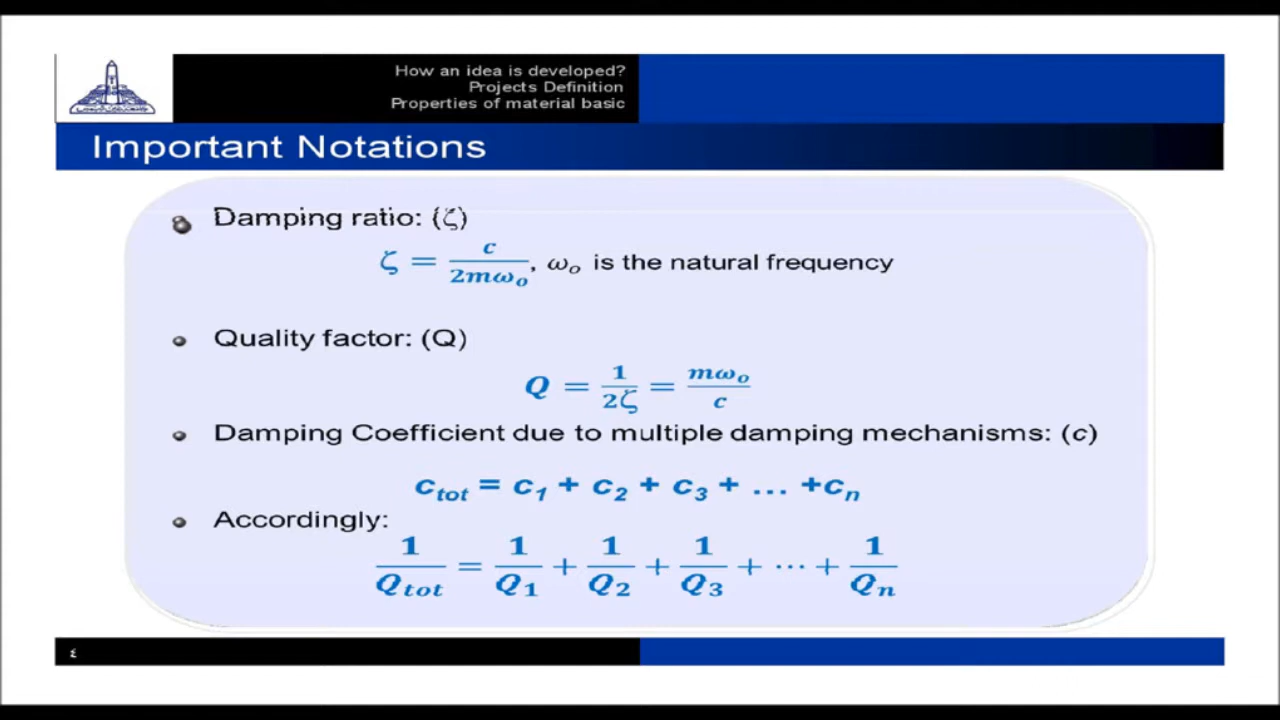 How an idea is developed?
Projects Definition
Properties of material basic
Important Notations
Damping ratio: (ζ)
ζ = c / 2mω₀, ω₀ is the natural frequency
Quality factor: (Q)
Q = 1 / 2ζ = mω₀ / c
Damping Coefficient due to multiple damping mechanisms: (c)
c_tot = c₁ + c₂ + c₃ + … +c_n
Accordingly:
1/Q_tot = 1/Q₁ + 1/Q₂ + 1/Q₃ + ⋯ + 1/Q_n
٤